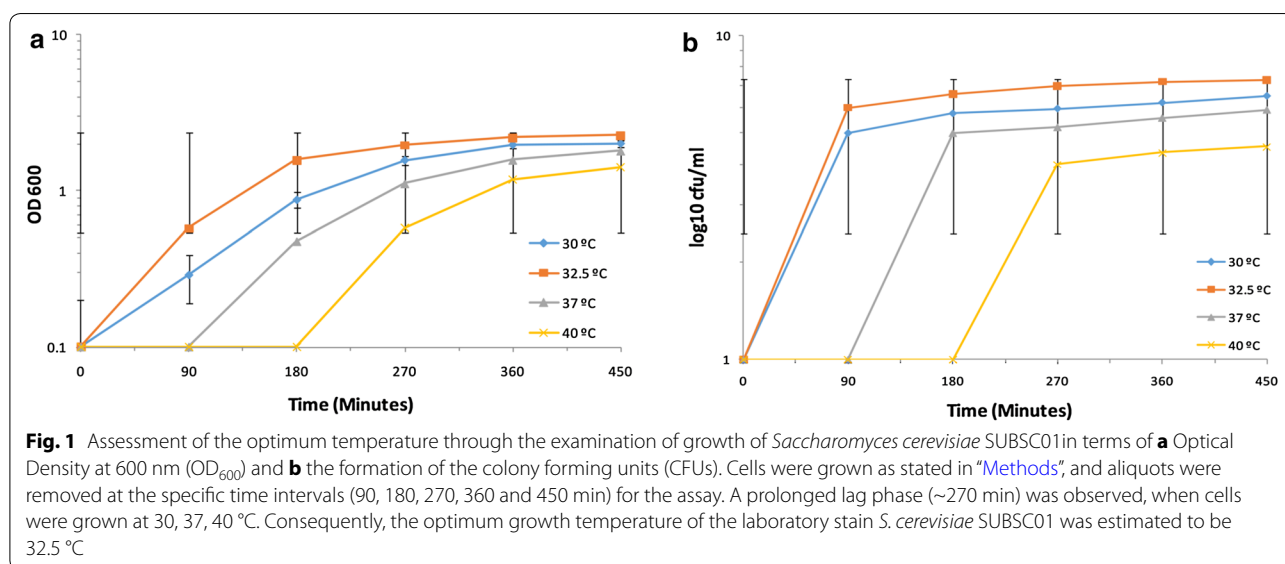 a
10
1
0.1
OD600
0 90 180 270 360 450
Time (Minutes)
30 ºC
32.5 ºC
37 ºC
40 ºC
b
10
1
log10 cfu/ml
0 90 180 270 360 450
Time (Minutes)
30 ºC
32.5 ºC
37 ºC
40 ºC
Fig. 1 Assessment of the optimum temperature through the examination of growth of Saccharomyces cerevisiae SUBSC01in terms of a Optical
Density at 600 nm (OD600) and b the formation of the colony forming units (CFUs). Cells were grown as stated in “Methods”, and aliquots were
removed at the specific time intervals (90, 180, 270, 360 and 450 min) for the assay. A prolonged lag phase (~270 min) was observed, when cells
were grown at 30, 37, 40 °C. Consequently, the optimum growth temperature of the laboratory stain S. cerevisiae SUBSC01 was estimated to be
32.5 °C